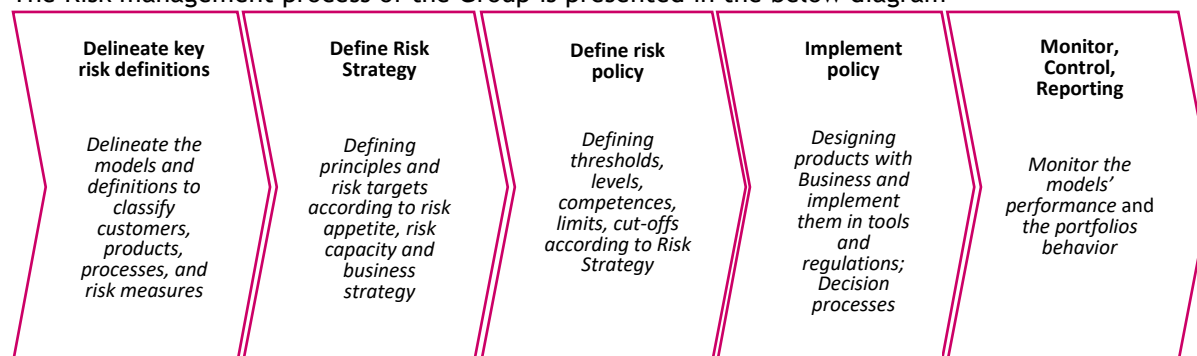 The Risk management process of the Group is presented in the below diagram
Delineate key
risk definitions
Delineate the
models and
definitions to
classify
customers,
products,
processes, and
risk measures
Define Risk
Strategy
Defining
principles and
risk targets
according to risk
appetite, risk
capacity and
business
strategy
Define risk
policy
Defining
thresholds,
levels,
competences,
limits, cut-offs
according to Risk
Strategy
Implement
policy
Designing
products with
Business and
implement
them in tools
and
regulations;
Decision
processes
Monitor,
Control,
Reporting
Monitor the
models’
performance and
the portfolios
behavior